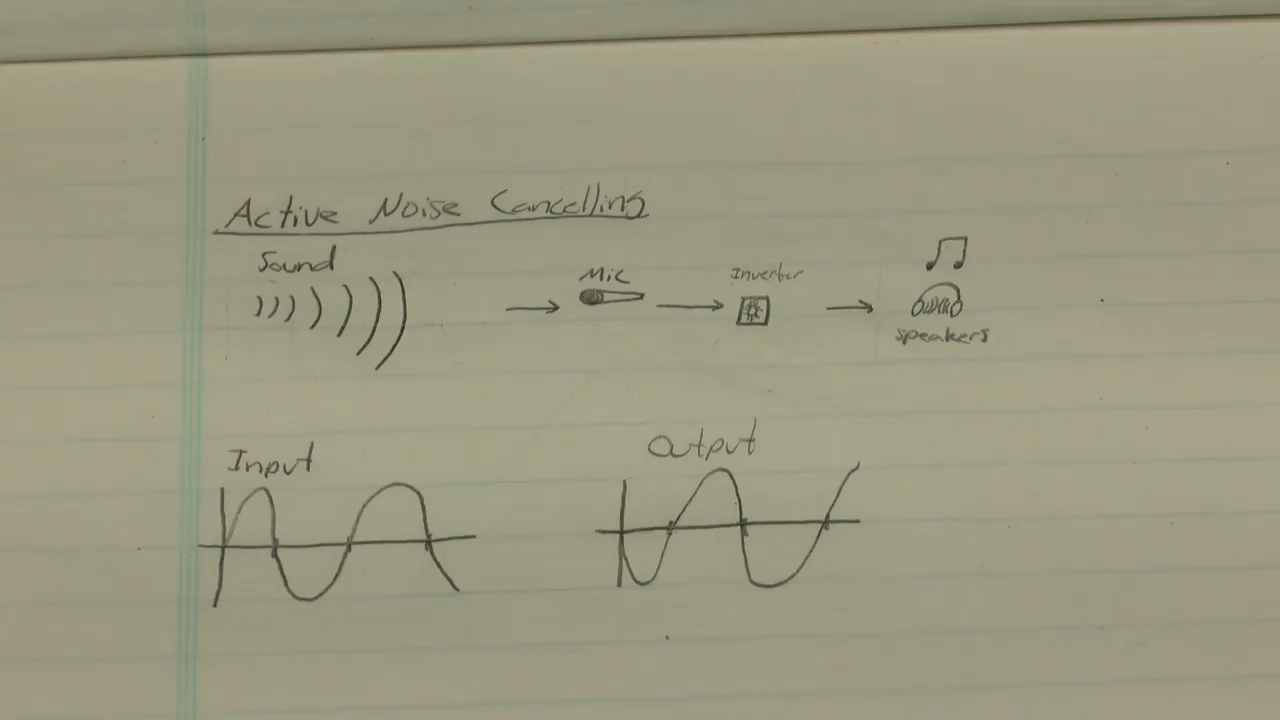 Active Noise Cancelling
Sound
Mic
Inverter
speakers
Input
Output